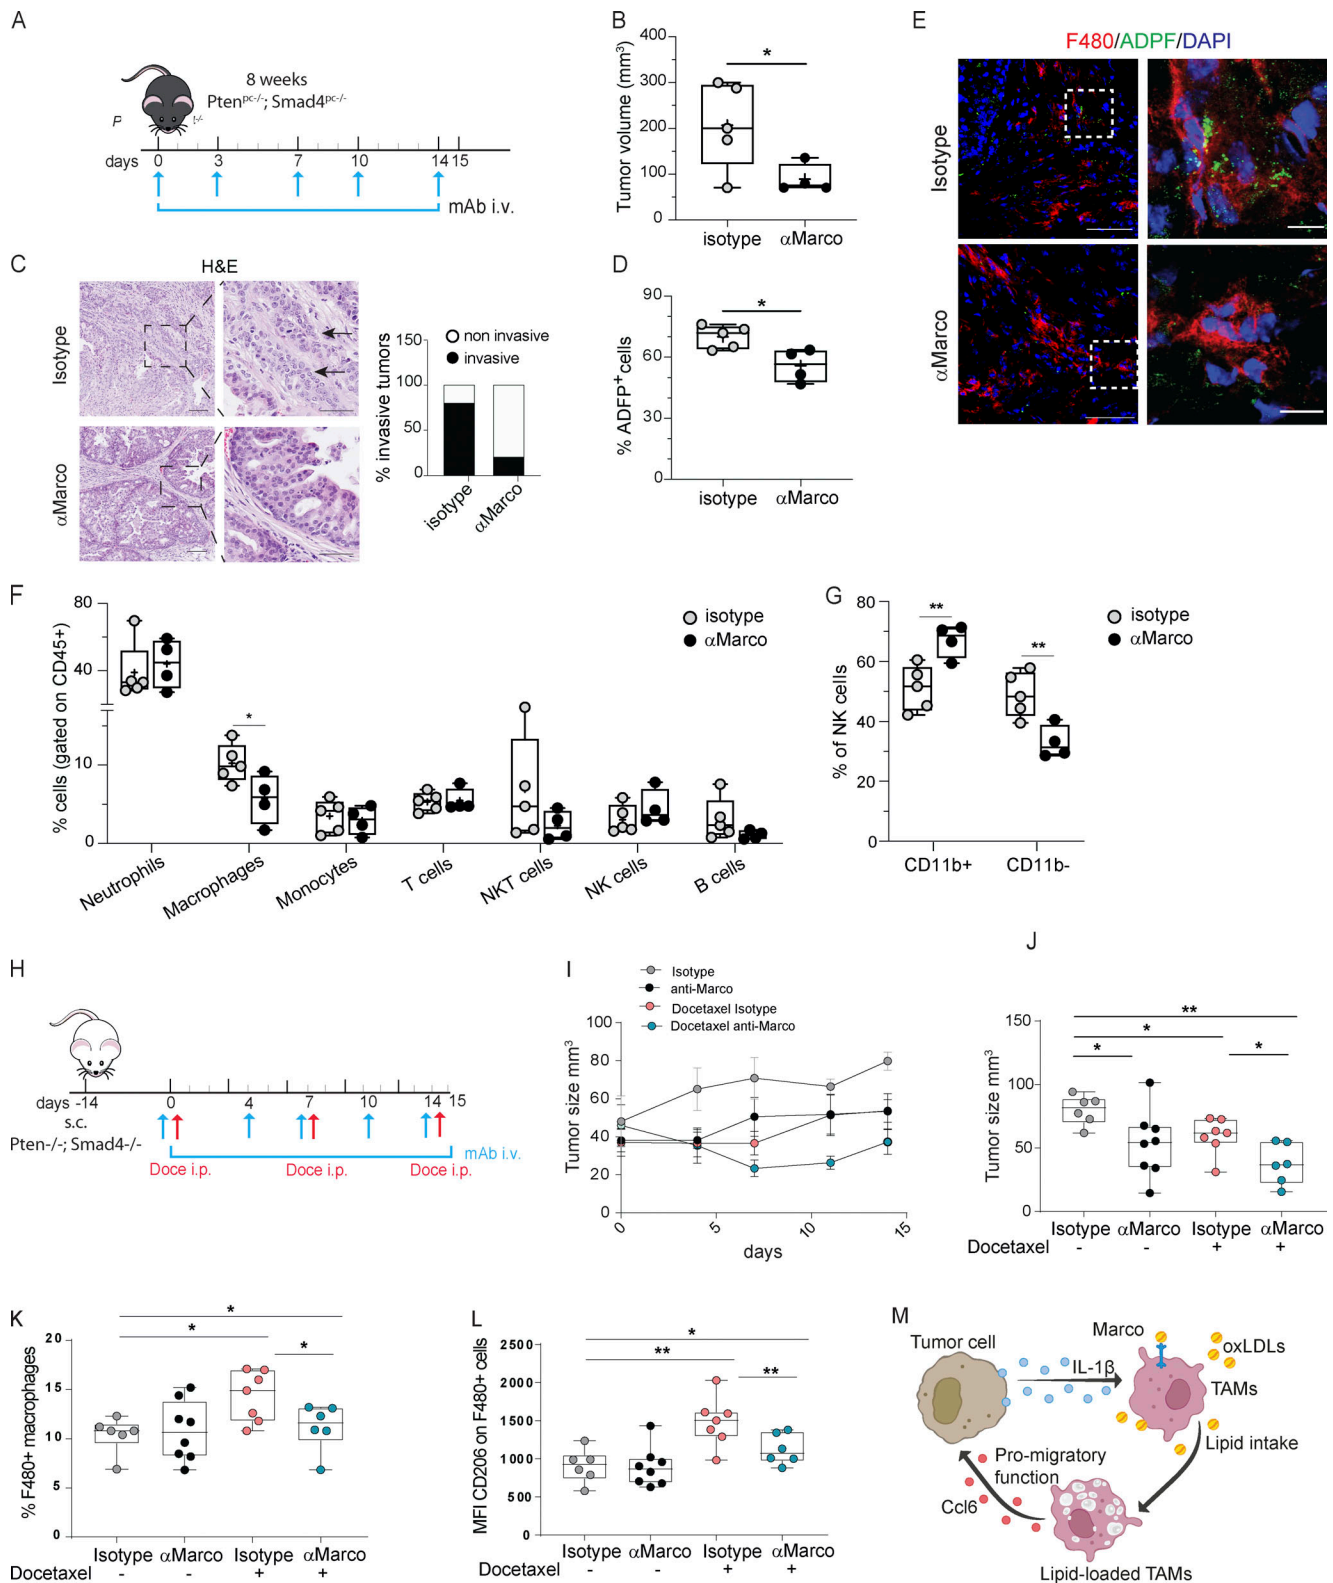 A
8 weeks
Pten^pc-/-; Smad4^pc-/-
P
t-/-
days 0 3 7 10 14 15
mAb i.v.
B
Tumor volume (mm³)
400
300
200
100
0
*
isotype αMarco
C
H&E
Isotype
αMarco
non invasive
invasive
% invasive tumors
150
100
50
0
isotype
αMarco
D
% ADFP⁺ cells
90
60
30
0
*
isotype αMarco
E
F480/ADPF/DAPI
Isotype
αMarco
F
% cells (gated on CD45+)
80
40
10
0
*
isotype
αMarco
Neutrophils
Macrophages
Monocytes
T cells
NKT cells
NK cells
B cells
G
% of NK cells
80
60
40
20
0
**
**
isotype
αMarco
CD11b+ CD11b-
H
days -14 0 4 7 10 14 15
s.c.
Pten-/-; Smad4-/-
Doce i.p. Doce i.p. Doce i.p.
mAb i.v.
I
Isotype
anti-Marco
Docetaxel Isotype
Docetaxel anti-Marco
Tumor size mm³
100
80
60
40
20
0
0 5 10 15
days
J
Tumor size mm³
150
100
50
0
**
*
* *
Isotype αMarco Isotype αMarco
Docetaxel - - + +
K
% F480+ macrophages
20
15
10
5
0
*
*
*
Isotype αMarco Isotype αMarco
Docetaxel - - + +
L
MFI CD206 on F480+ cells
2500
2000
1500
1000
500
0
*
**
**
Isotype αMarco Isotype αMarco
Docetaxel - - + +
M
Tumor cell
Marco
oxLDLs
IL-1β
TAMs
Lipid intake
Pro-migratory
function
Ccl6
Lipid-loaded TAMs